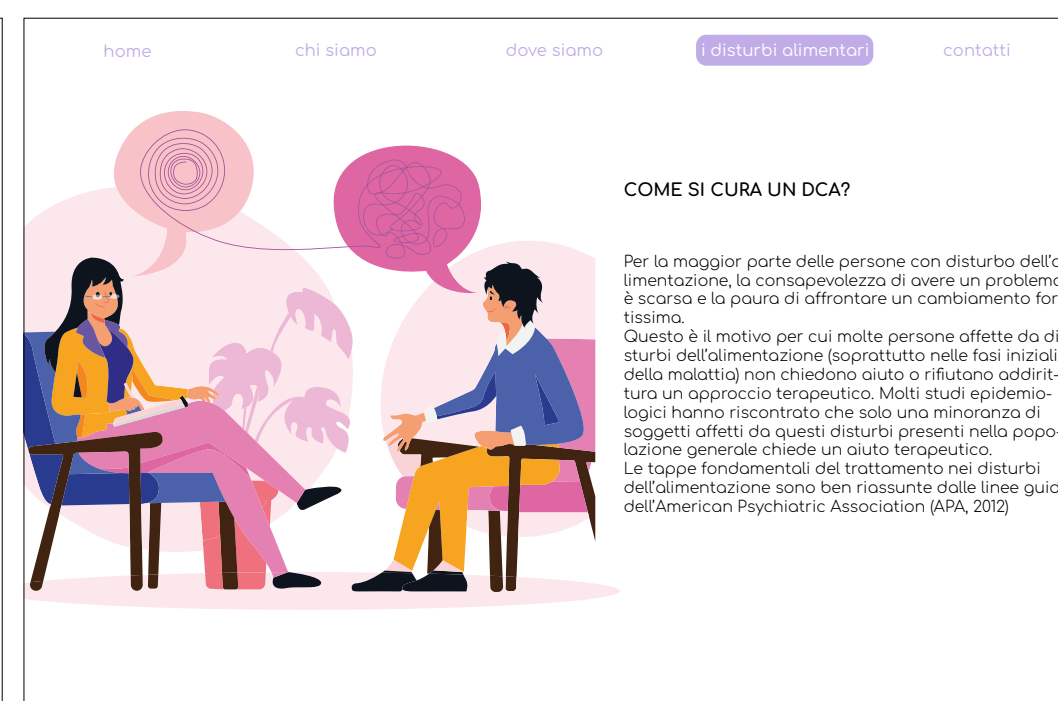 home
chi siamo
dove siamo
i disturbi alimentari
contatti
COME SI CURA UN DCA?
Per la maggior parte delle persone con disturbo dell'a
limentazione, la consapevolezza di avere un problema
è scarsa e la paura di affrontare un cambiamento for
tissima.
Questo è il motivo per cui molte persone affette da di
sturbi dell'alimentazione (soprattutto nelle fasi iniziali
della malattia) non chiedono aiuto o rifiutano addirit-
tura un approccio terapeutico. Molti studi epidemio-
logici hanno riscontrato che solo una minoranza di
soggetti affetti da questi disturbi presenti nella popo-
lazione generale chiede un aiuto terapeutico.
Le tappe fondamentali del trattamento nei disturbi
dell'alimentazione sono ben riassunte dalle linee guid
dell'American Psychiatric Association (APA, 2012)